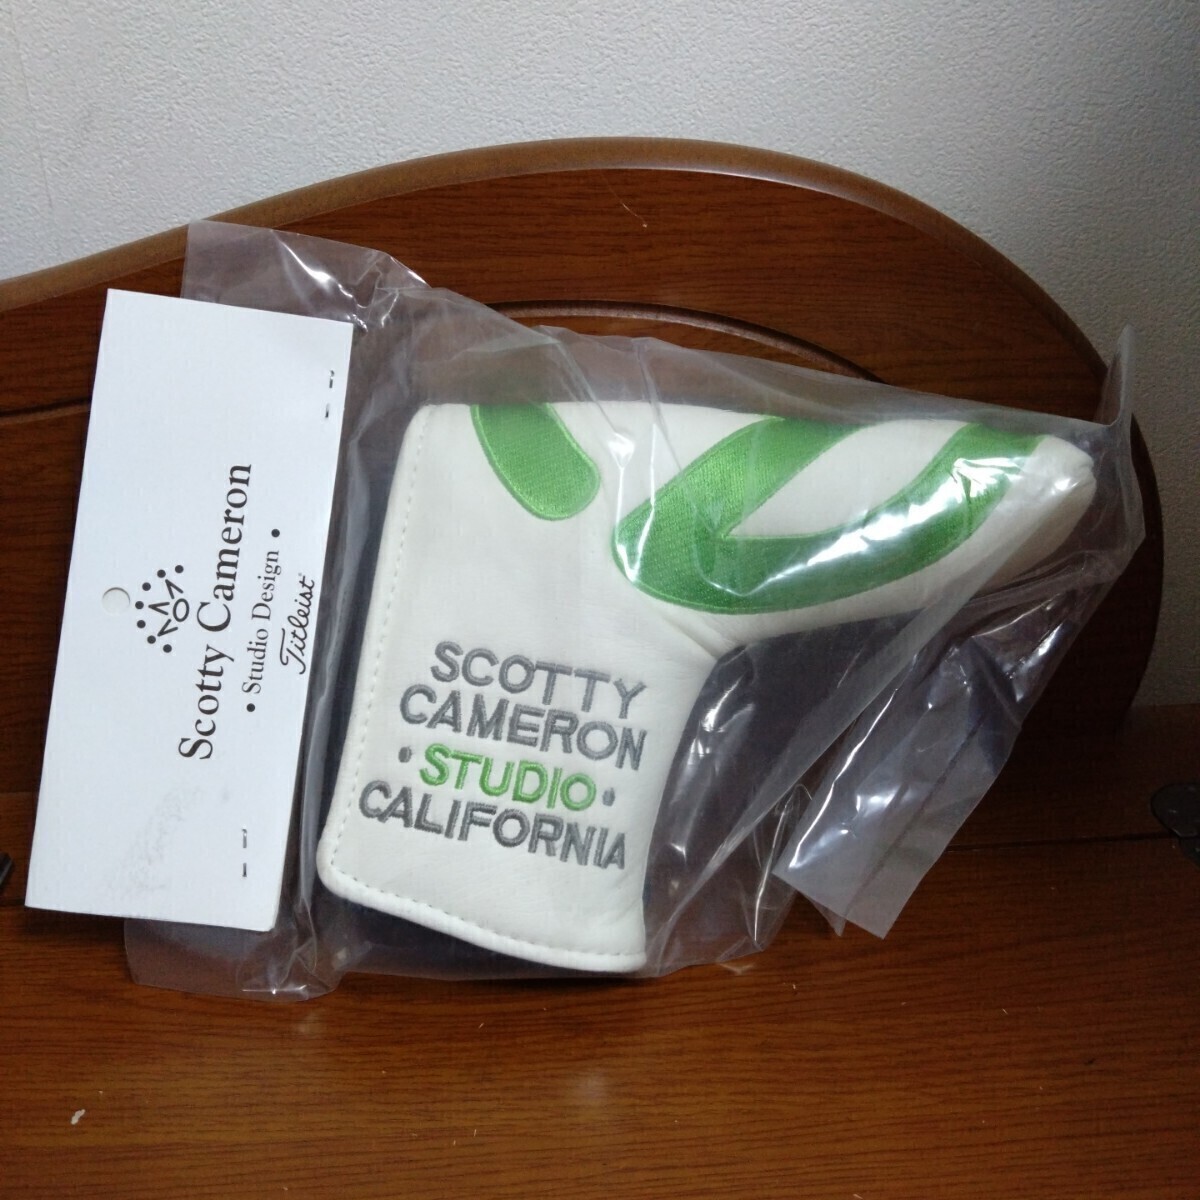 Scotty Cameron
• Studio Design •
Titleist
SCOTTY
CAMERON
• STUDIO •
CALIFORNIA